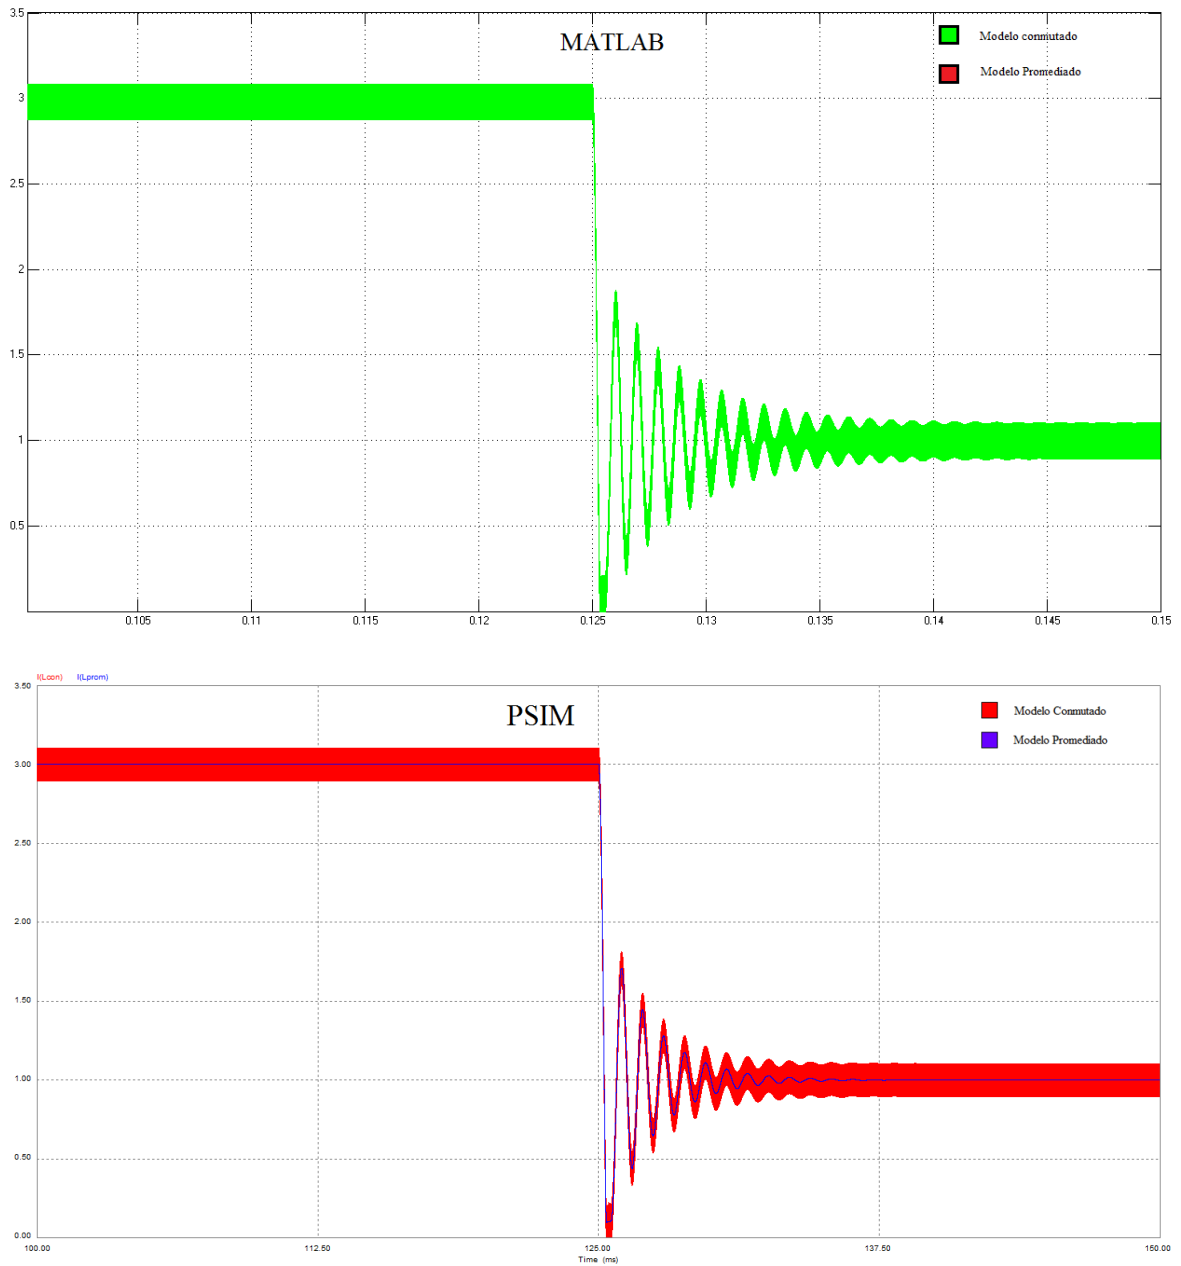 3.5
MATLAB
Modelo conmutado
Modelo Promediado
3
2.5
2
1.5
1
0.5
0.105 0.11 0.115 0.12 0.125 0.13 0.135 0.14 0.145 0.15
I(Lcon) I(Lprom)
3.50
PSIM
Modelo Conmutado
Modelo Promediado
3.00
2.50
2.00
1.50
1.00
0.50
0.00
100.00 112.50 125.00 137.50 150.00
Time (ms)